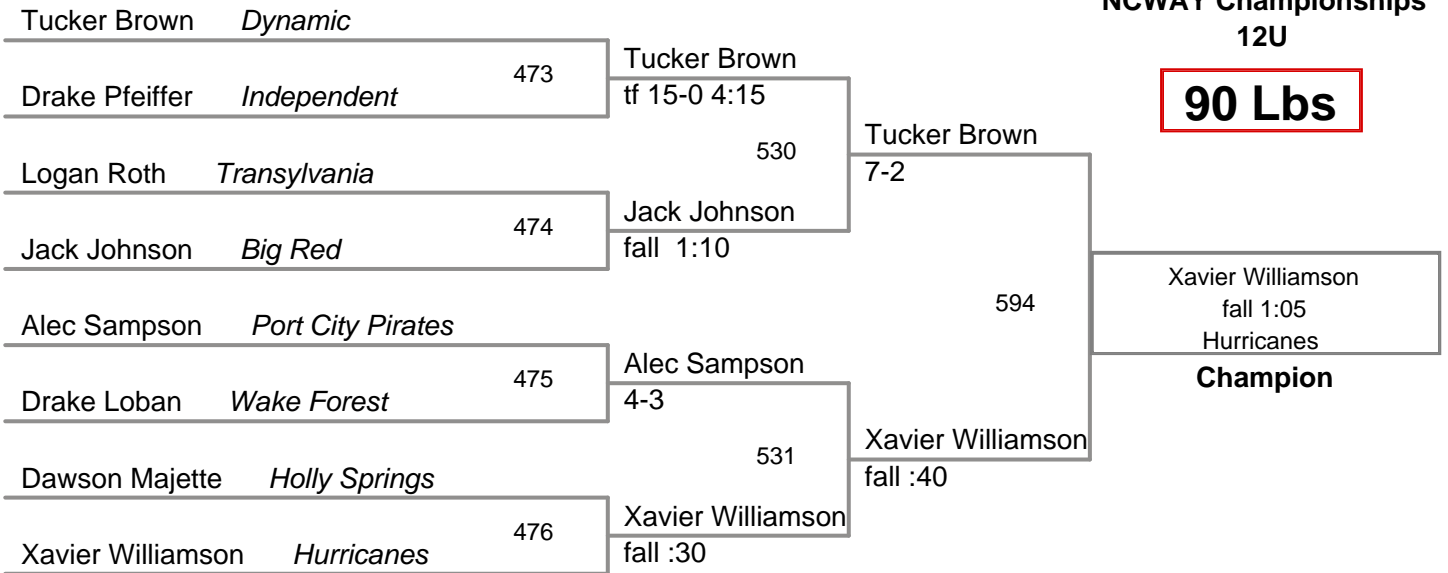 NCWAY Championships
12U
90 Lbs
Tucker Brown Dynamic
473
Drake Pfeiffer Independent
Tucker Brown
tf 15-0 4:15
530
Logan Roth Transylvania
474
Jack Johnson Big Red
Jack Johnson
fall 1:10
Tucker Brown
7-2
594
Alec Sampson Port City Pirates
475
Drake Loban Wake Forest
Alec Sampson
4-3
531
Dawson Majette Holly Springs
476
Xavier Williamson Hurricanes
Xavier Williamson
fall :30
Xavier Williamson
fall :40
Xavier Williamson
fall 1:05
Hurricanes
Champion